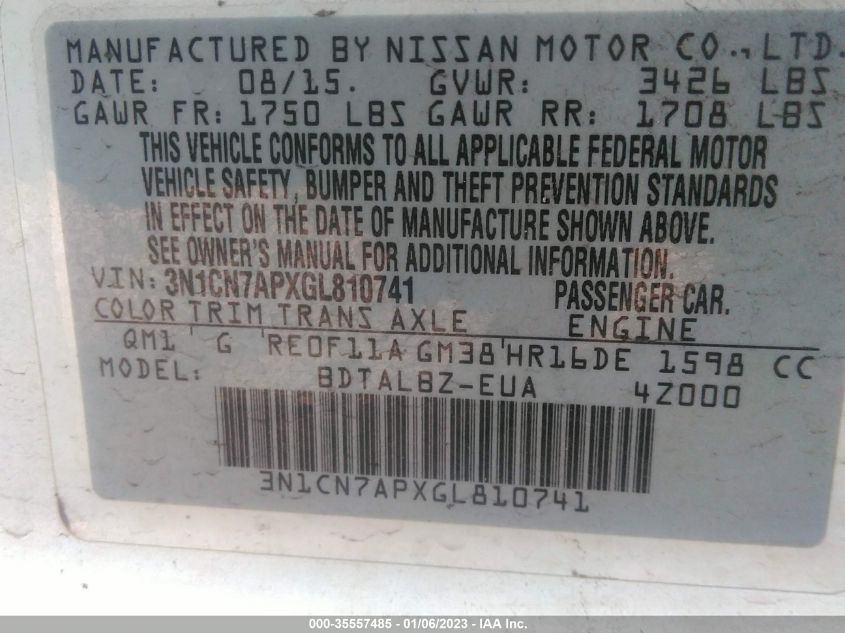 MANUFACTURED BY NISSAN MOTOR CO., LTD.
DATE: 08/15. GVWR: 3426 LBS
GAWR FR: 1750 LBS GAWR RR: 1708 LBS
THIS VEHICLE CONFORMS TO ALL APPLICABLE FEDERAL MOTOR
VEHICLE SAFETY, BUMPER AND THEFT PREVENTION STANDARDS
IN EFFECT ON THE DATE OF MANUFACTURE SHOWN ABOVE.
SEE OWNER'S MANUAL FOR ADDITIONAL INFORMATION.
VIN: 3N1CN7APXGL810741 PASSENGER CAR.
COLOR TRIM TRANS AXLE ENGINE
QM1 ' G ' RE0F11A GM38 ' HR16DE 1598 CC
MODEL: BDTALBZ-EUA 4Z000
3N1CN7APXGL810741
000-35557485 - 01/06/2023 - IAA Inc.